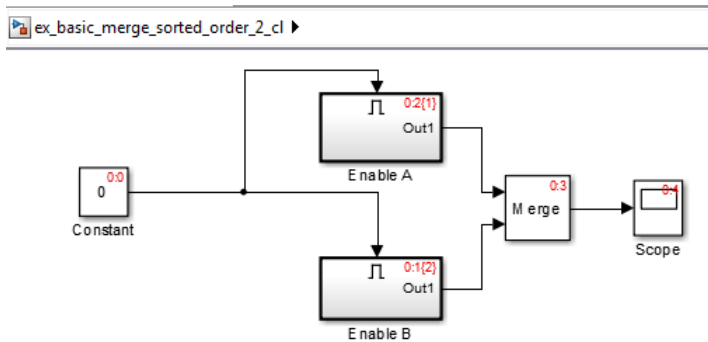 ex_basic_merge_sorted_order_2_cl
0:2{1}
Out1
Enable A
0:0
0
Constant
0:3
Merge
0:4
Scope
0:1{2}
Out1
Enable B